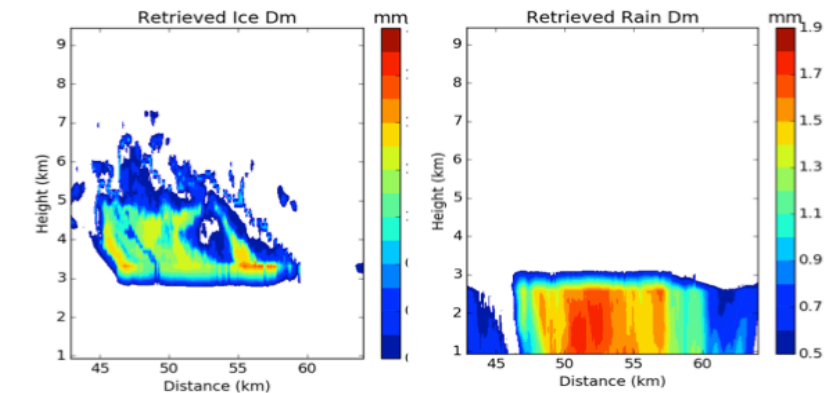 Retrieved Ice Dm
mm
9
8
7
6
5
4
3
2
1
Height (km)
45 50 55 60
Distance (km)
Retrieved Rain Dm
mm
9
8
7
6
5
4
3
2
1
Height (km)
45 50 55 60
Distance (km)
1.9
1.7
1.5
1.3
1.1
0.9
0.7
0.5